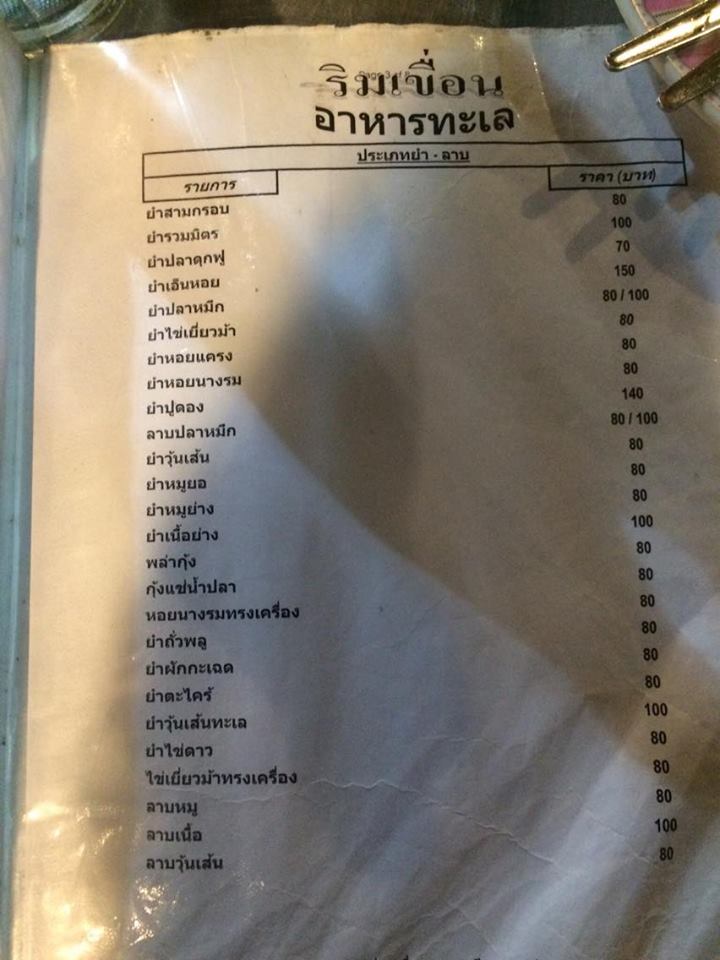 ริมเขื่อน
อาหารทะเล
ประเภทยำ - ลาบ
รายการ ราคา (บาท)
ยำสามกรอบ 80
ยำรวมมิตร 100
ยำปลาดุกฟู 70
ยำเอ็นหอย 150
ยำปลาหมึก 80 / 100
ยำไข่เยี่ยวม้า 80
ยำหอยแครง 80
ยำหอยนางรม 80
ยำปูดอง 140
ลาบปลาหมึก 80 / 100
ยำวุ้นเส้น 80
ยำหมูยอ 80
ยำหมูย่าง 80
ยำเนื้อย่าง 100
พล่ากุ้ง 80
กุ้งแช่น้ำปลา 80
หอยนางรมทรงเครื่อง 80
ยำถั่วพลู 80
ยำผักกะเฉด 80
ยำตะไคร้ 80
ยำวุ้นเส้นทะเล 100
ยำไข่ดาว 80
ไข่เยี่ยวม้าทรงเครื่อง 80
ลาบหมู 80
ลาบเนื้อ 100
ลาบวุ้นเส้น 80